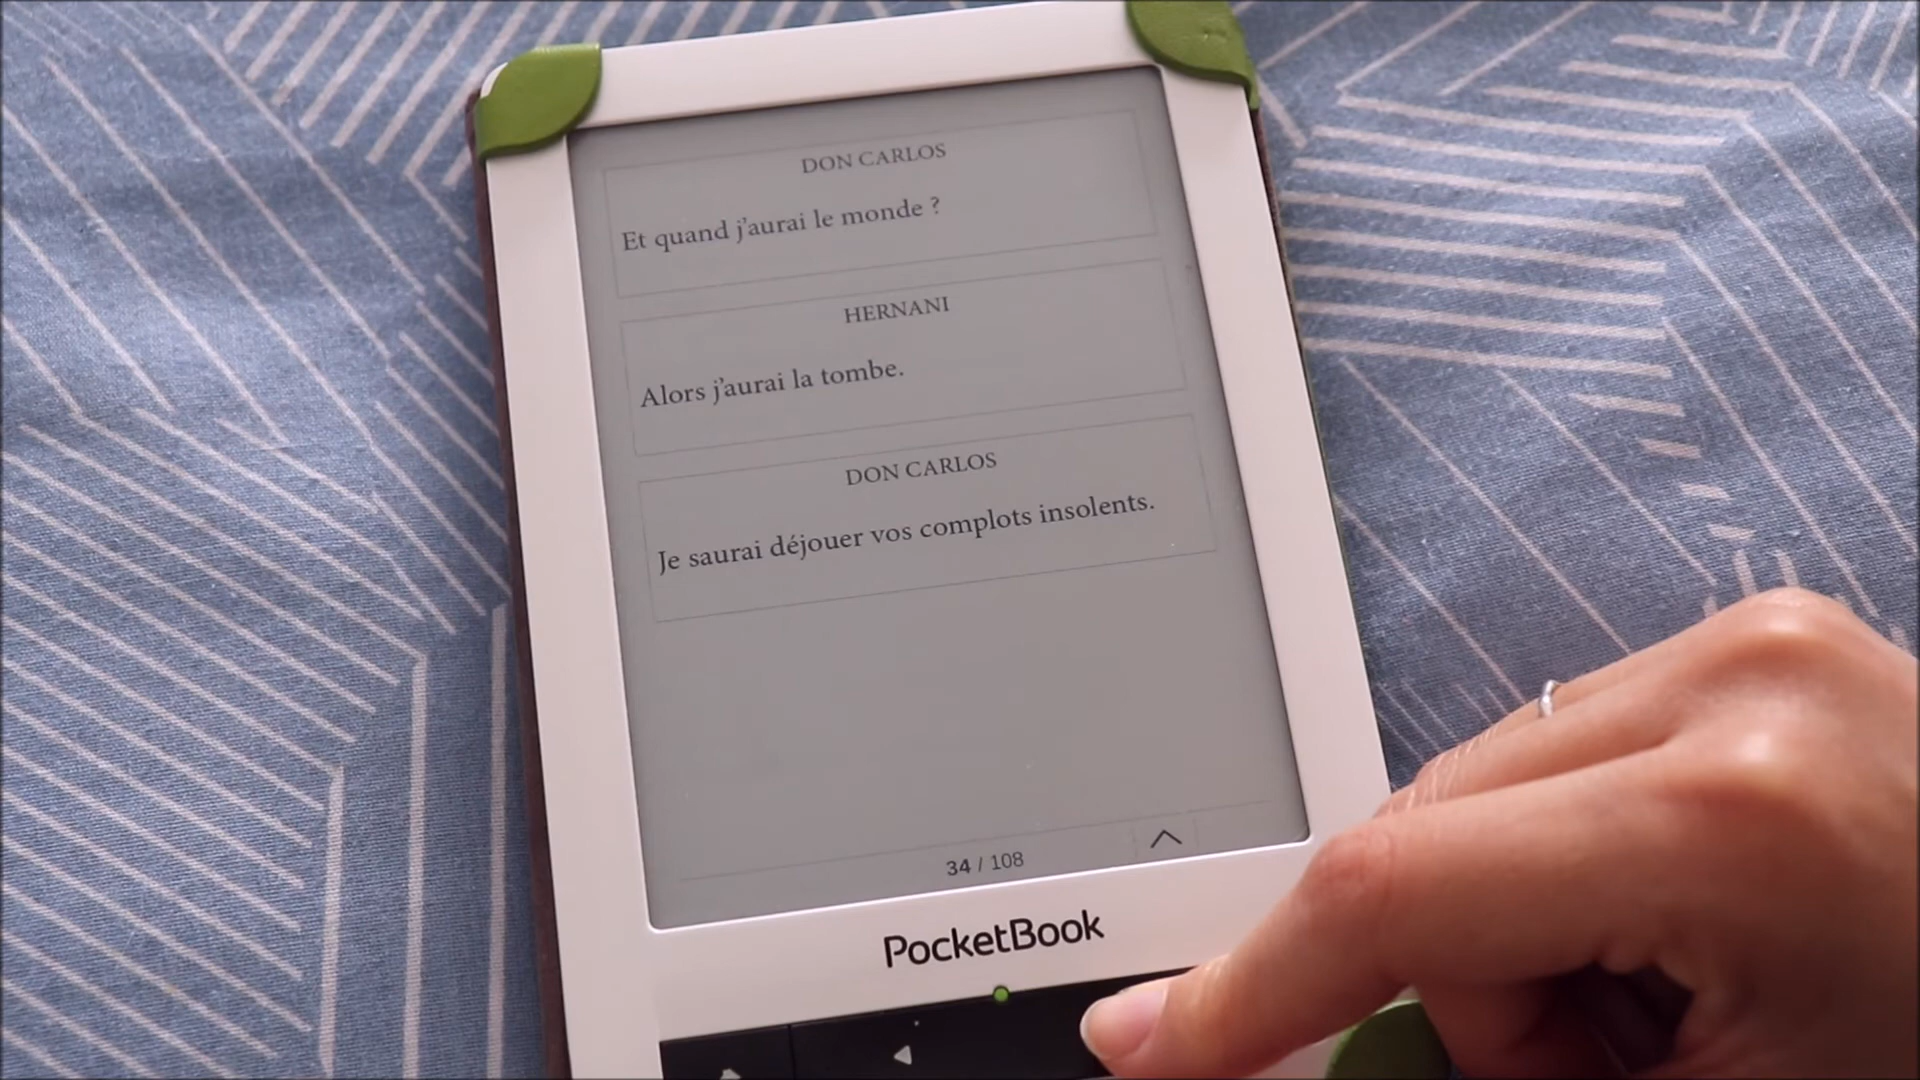 DON CARLOS
Et quand j'aurai le monde ?
HERNANI
Alors j'aurai la tombe.
DON CARLOS
Je saurai déjouer vos complots insolents.
34 / 108
PocketBook